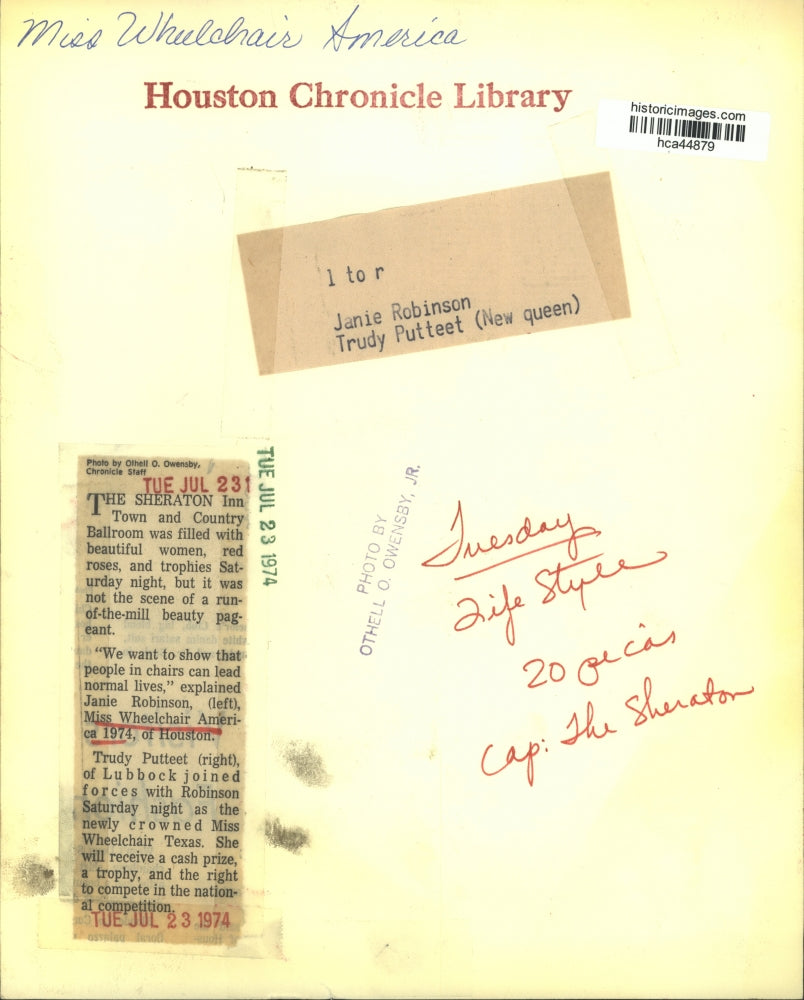 Miss Wheelchair America
Houston Chronicle Library
historicimages.com
hca44879
l to r
Janie Robinson
Trudy Putteet (New queen)
Photo by Othell O. Owensby,
Chronicle Staff
TUE JUL 231
THE SHERATON Inn
Town and Country
Ballroom was filled with
beautiful women, red
roses, and trophies Sat-
urday night, but it was
not the scene of a run-
of-the-mill beauty pag-
eant.
"We want to show that
people in chairs can lead
normal lives," explained
Janie Robinson, (left),
Miss Wheelchair Ameri-
ca 1974, of Houston.
Trudy Putteet (right),
of Lubbock joined
forces with Robinson
Saturday night as the
newly crowned Miss
Wheelchair Texas. She
will receive a cash prize,
a trophy, and the right
to compete in the nation-
al competition.
TUE JUL 23 1974
TUE JUL 23 1974
PHOTO BY
OTHELL O. OWENSBY, JR.
Tuesday
Life Style
20 picas
Cap: The Sheraton